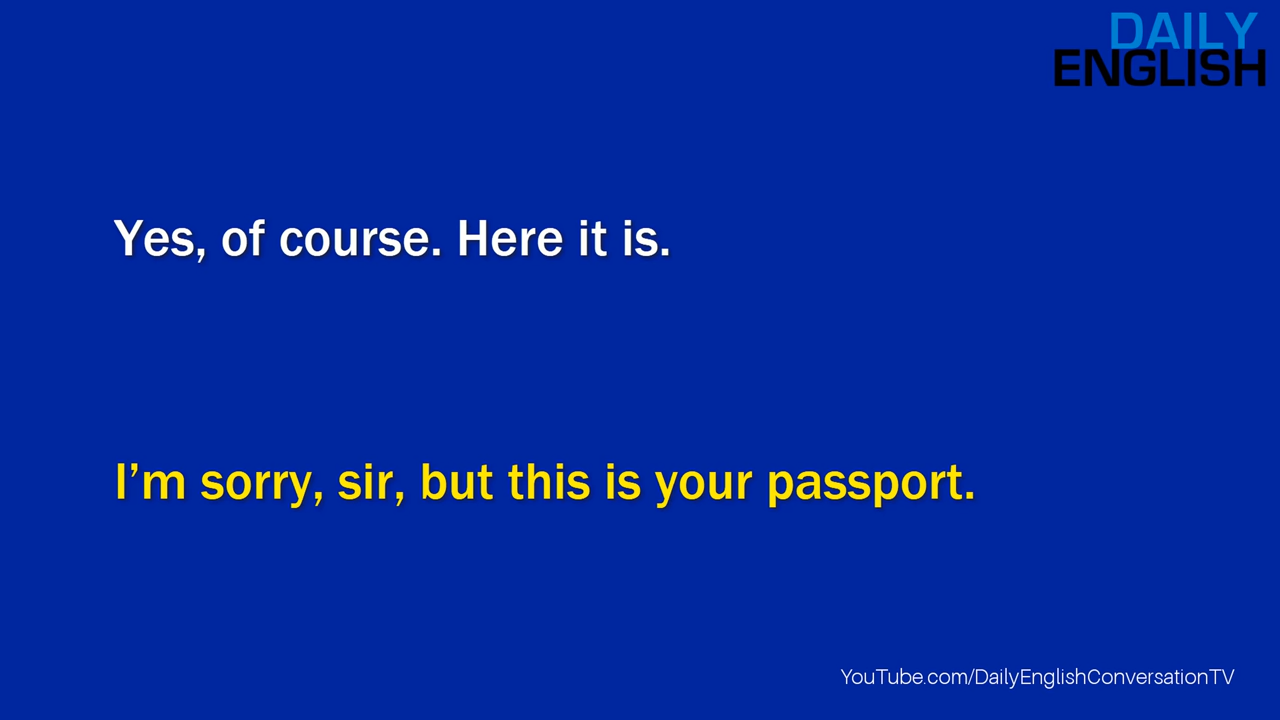 DAILY
ENGLISH
Yes, of course. Here it is.
I’m sorry, sir, but this is your passport.
YouTube.com/DailyEnglishConversationTV